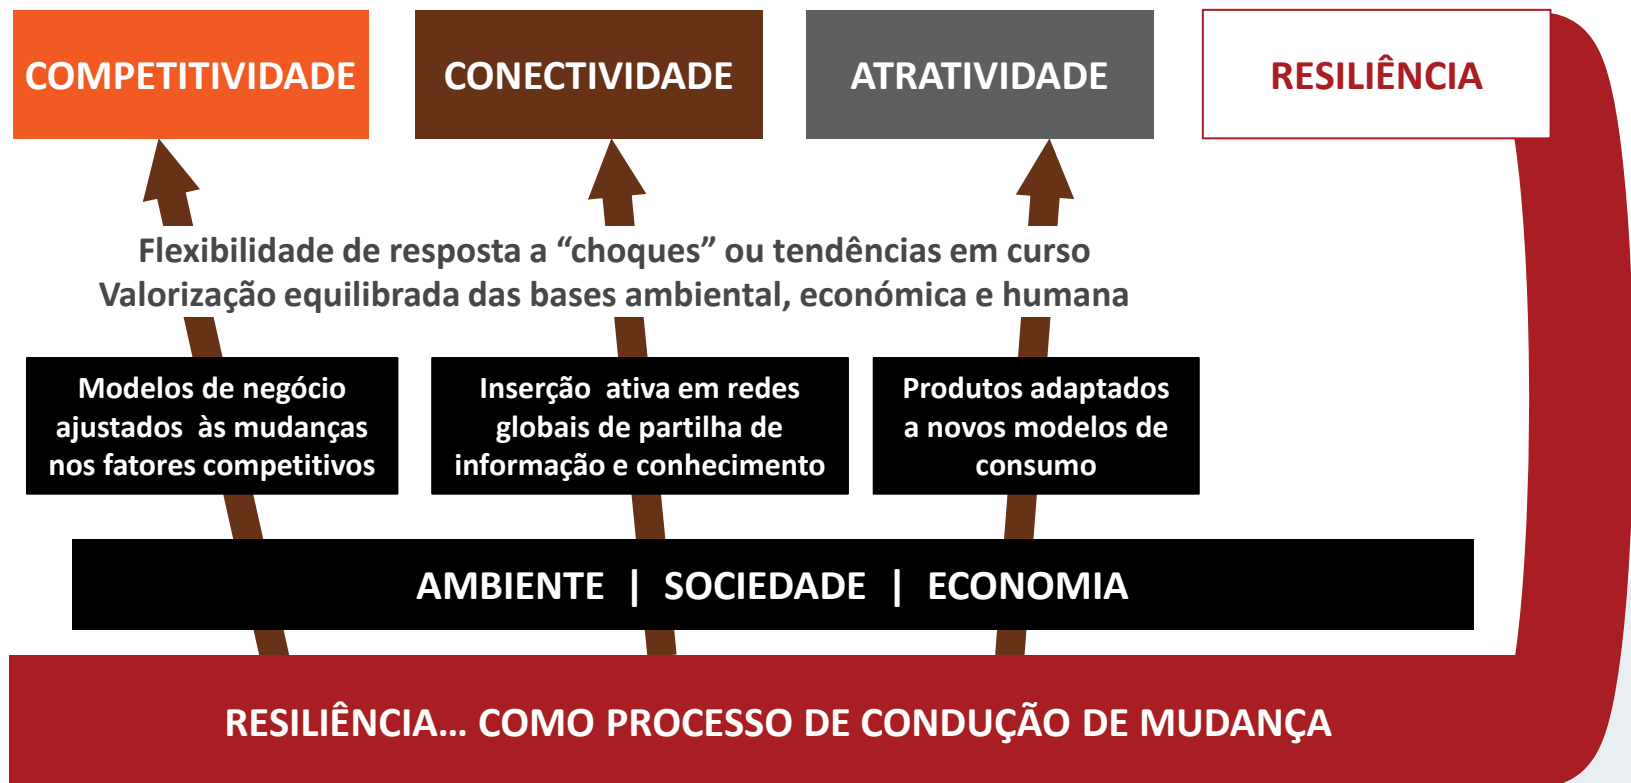 COMPETITIVIDADE
CONECTIVIDADE
ATRATIVIDADE
RESILIÊNCIA
Flexibilidade de resposta a “choques” ou tendências em curso
Valorização equilibrada das bases ambiental, económica e humana
Modelos de negócio
ajustados às mudanças
nos fatores competitivos
Inserção ativa em redes
globais de partilha de
informação e conhecimento
Produtos adaptados
a novos modelos de
consumo
AMBIENTE | SOCIEDADE | ECONOMIA
RESILIÊNCIA... COMO PROCESSO DE CONDUÇÃO DE MUDANÇA